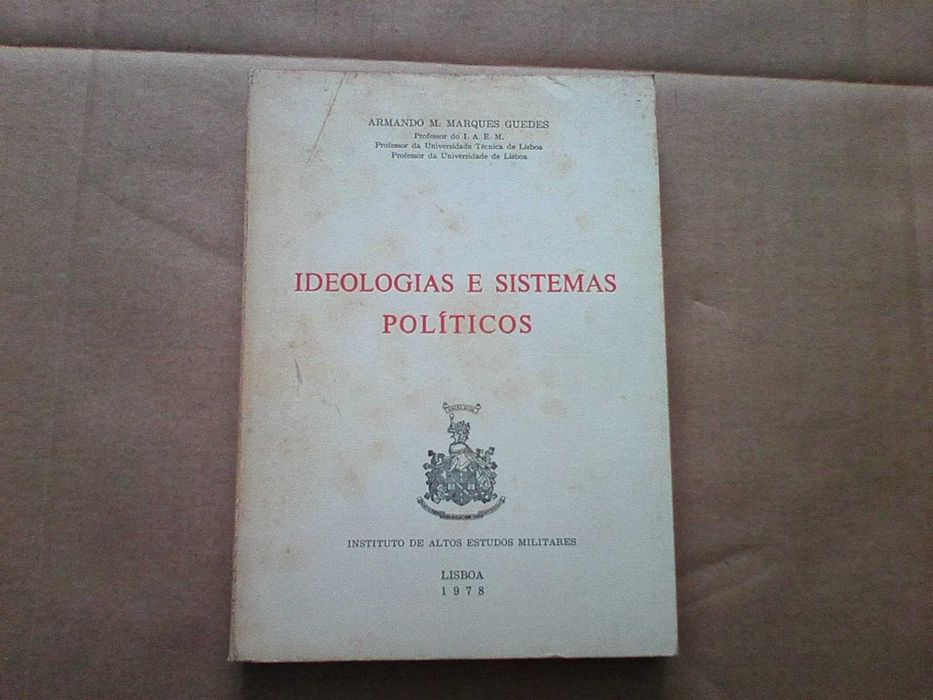 ARMANDO M. MARQUES GUEDES
Professor do I. A. E. M.
Professor da Universidade Técnica de Lisboa
Professor da Universidade de Lisboa
IDEOLOGIAS E SISTEMAS
POLÍTICOS
INSTITUTO DE ALTOS ESTUDOS MILITARES
LISBOA
1978